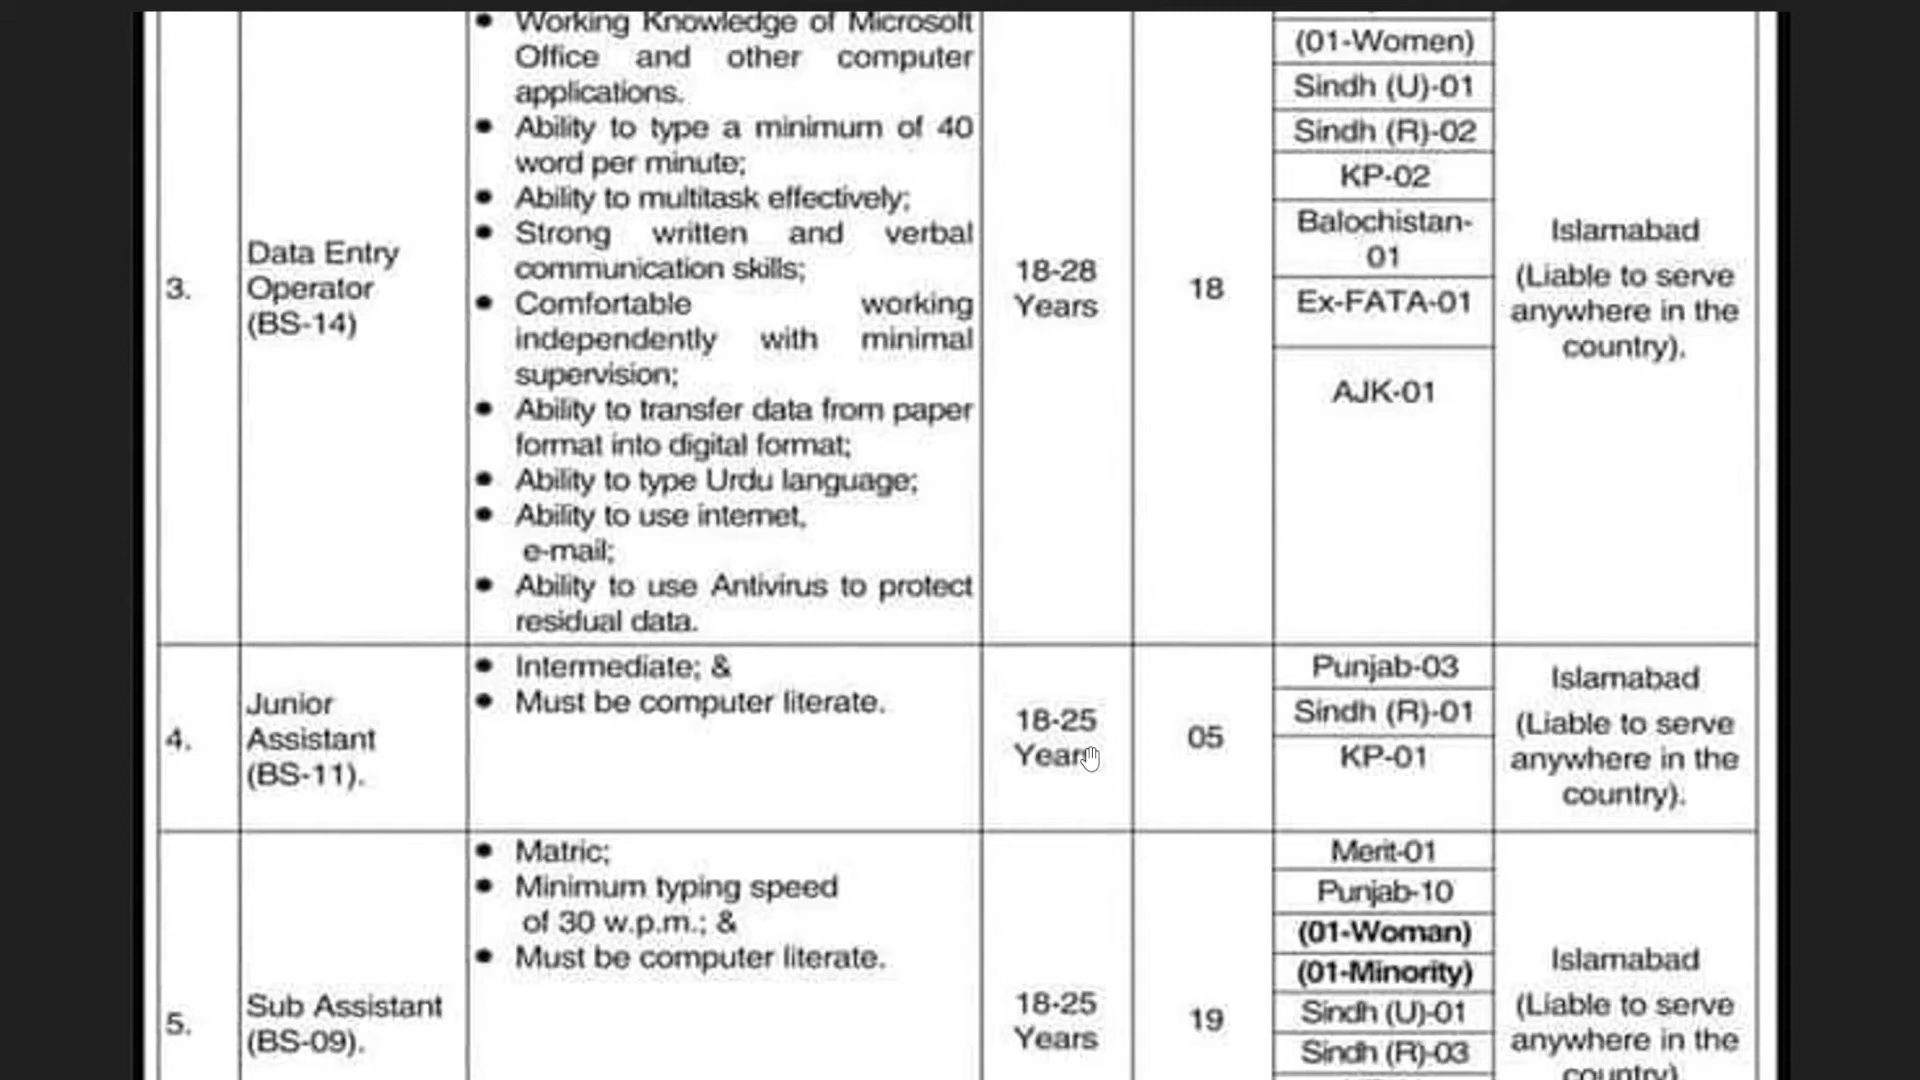 Working Knowledge of Microsoft
Office and other computer
applications.
Ability to type a minimum of 40
word per minute;
Ability to multitask effectively;
Strong written and verbal
communication skills;
Comfortable working
independently with minimal
supervision;
Ability to transfer data from paper
format into digital format;
Ability to type Urdu language;
Ability to use internet,
e-mail;
Ability to use Antivirus to protect
residual data.
3.
Data Entry
Operator
(BS-14)
18-28
Years
18
(01-Women)
Sindh (U)-01
Sindh (R)-02
KP-02
Balochistan-
01
Ex-FATA-01
AJK-01
Islamabad
(Liable to serve
anywhere in the
country).
4.
Junior
Assistant
(BS-11).
Intermediate; &
Must be computer literate.
18-25
Years
05
Punjab-03
Sindh (R)-01
KP-01
Islamabad
(Liable to serve
anywhere in the
country).
5.
Sub Assistant
(BS-09).
Matric;
Minimum typing speed
of 30 w.p.m.; &
Must be computer literate.
18-25
Years
19
Merit-01
Punjab-10
(01-Woman)
(01-Minority)
Sindh (U)-01
Sindh (R)-03
Islamabad
(Liable to serve
anywhere in the
country).